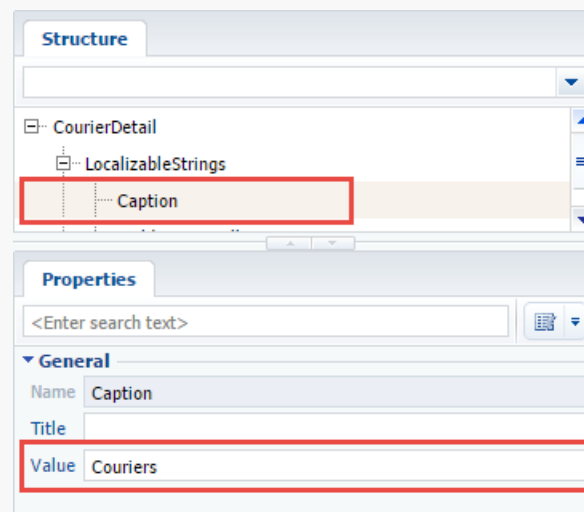 Structure
CourierDetail
LocalizableStrings
Caption
Properties
<Enter search text>
General
Name Caption
Title
Value Couriers